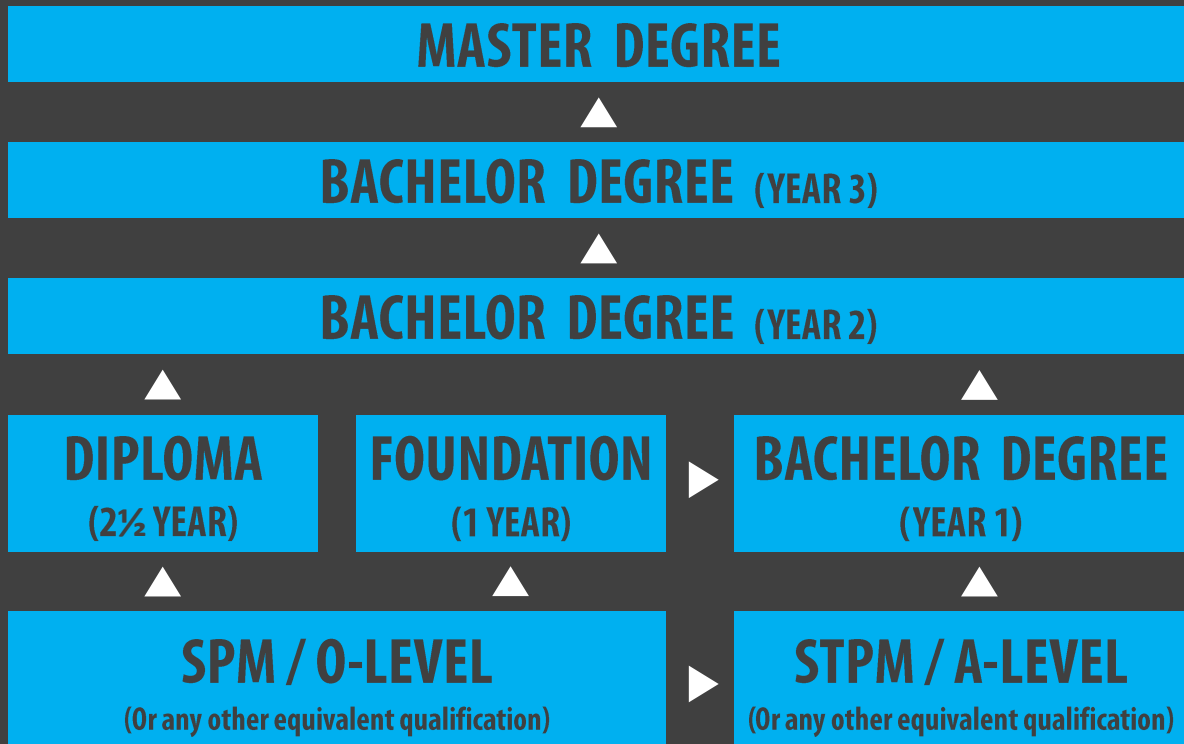 MASTER DEGREE
BACHELOR DEGREE (YEAR 3)
BACHELOR DEGREE (YEAR 2)
DIPLOMA
(2½ YEAR)
FOUNDATION
(1 YEAR)
BACHELOR DEGREE
(YEAR 1)
SPM / O-LEVEL
(Or any other equivalent qualification)
STPM / A-LEVEL
(Or any other equivalent qualification)